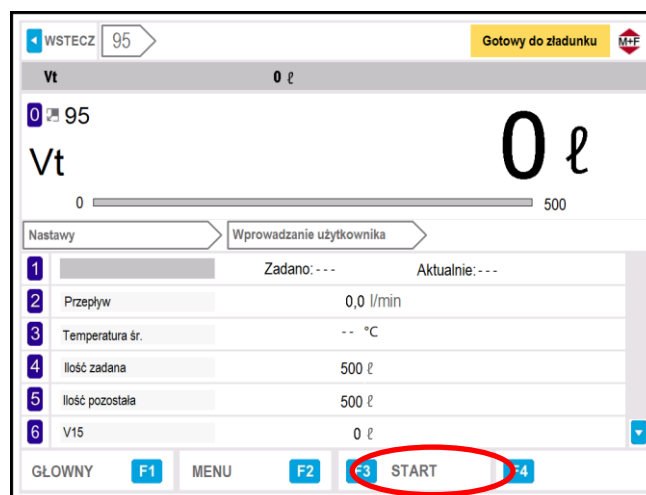 WSTECZ 95 Gotowy do zładunku M+F
Vt 0 ℓ
0 95
Vt 0 ℓ
0 500
Nastawy Wprowadzanie użytkownika
1 Zadano: - - - Aktualnie: - - -
2 Przepływ 0,0 l/min
3 Temperatura śr. -- °C
4 Ilość zadana 500 ℓ
5 Ilość pozostała 500 ℓ
6 V15 0 ℓ
GŁOWNY F1 MENU F2 F3 START F4